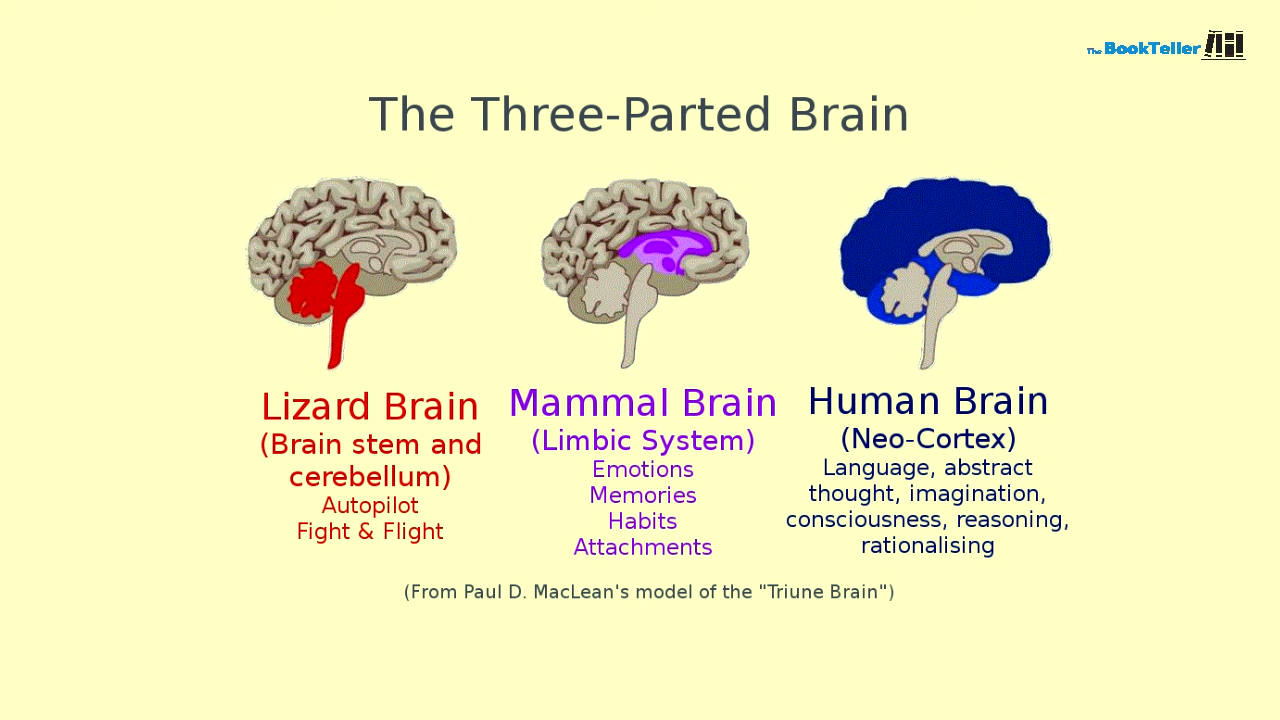 The BookTeller
The Three-Parted Brain
Lizard Brain
(Brain stem and
cerebellum)
Autopilot
Fight & Flight
Mammal Brain
(Limbic System)
Emotions
Memories
Habits
Attachments
Human Brain
(Neo-Cortex)
Language, abstract
thought, imagination,
consciousness, reasoning,
rationalising
(From Paul D. MacLean's model of the "Triune Brain")